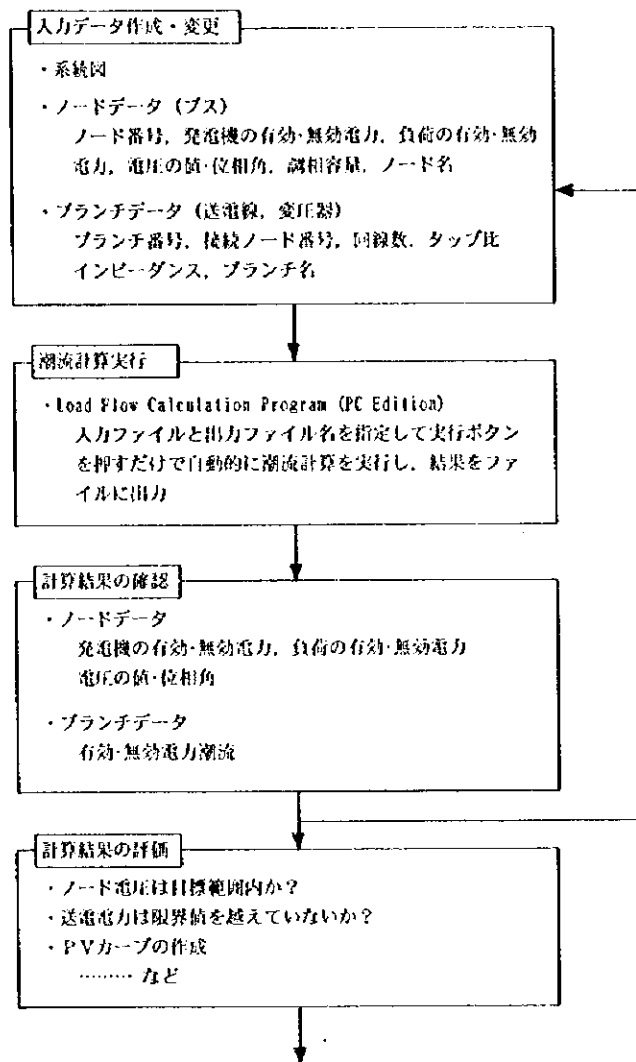 入力データ作成・変更
・系統図
・ノードデータ (ブス)
ノード番号, 発電機の有効・無効電力, 負荷の有効・無効
電力, 電圧の値・位相角, 調相容量, ノード名
・ブランチデータ (送電線, 変圧器)
ブランチ番号, 接続ノード番号, 回線数, タップ比
インピーダンス, ブランチ名
潮流計算実行
・Load Flow Calculation Program (PC Edition)
入力ファイルと出力ファイル名を指定して実行ボタン
を押すだけで自動的に潮流計算を実行し, 結果をファ
イルに出力
計算結果の確認
・ノードデータ
発電機の有効・無効電力, 負荷の有効・無効電力
電圧の値・位相角
・ブランチデータ
有効・無効電力潮流
計算結果の評価
・ノード電圧は目標範囲内か?
・送電電力は限界値を越えていないか?
・PVカーブの作成
……… など